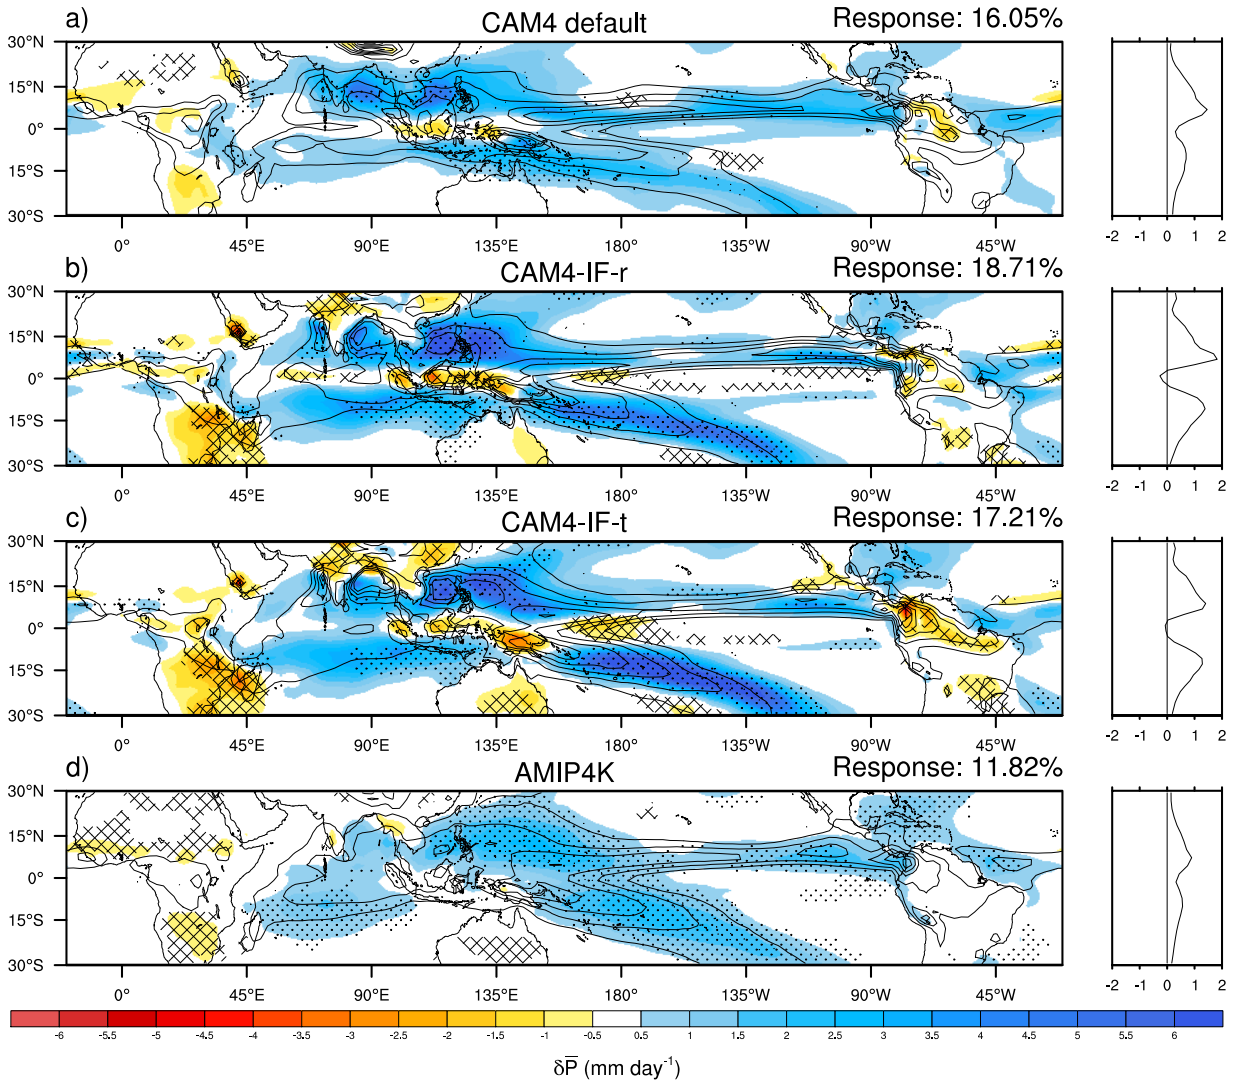 a) CAM4 default Response: 16.05%
30°N
15°N
0°
15°S
30°S
0° 45°E 90°E 135°E 180° 135°W 90°W 45°W -2 -1 0 1 2
b) CAM4-IF-r Response: 18.71%
30°N
15°N
0°
15°S
30°S
0° 45°E 90°E 135°E 180° 135°W 90°W 45°W -2 -1 0 1 2
c) CAM4-IF-t Response: 17.21%
30°N
15°N
0°
15°S
30°S
0° 45°E 90°E 135°E 180° 135°W 90°W 45°W -2 -1 0 1 2
d) AMIP4K Response: 11.82%
30°N
15°N
0°
15°S
30°S
0° 45°E 90°E 135°E 180° 135°W 90°W 45°W -2 -1 0 1 2
-6 -5.5 -5 -4.5 -4 -3.5 -3 -2.5 -2 -1.5 -1 -0.5 0.5 1 1.5 2 2.5 3 3.5 4 4.5 5 5.5 6
δP̅ (mm day⁻¹)